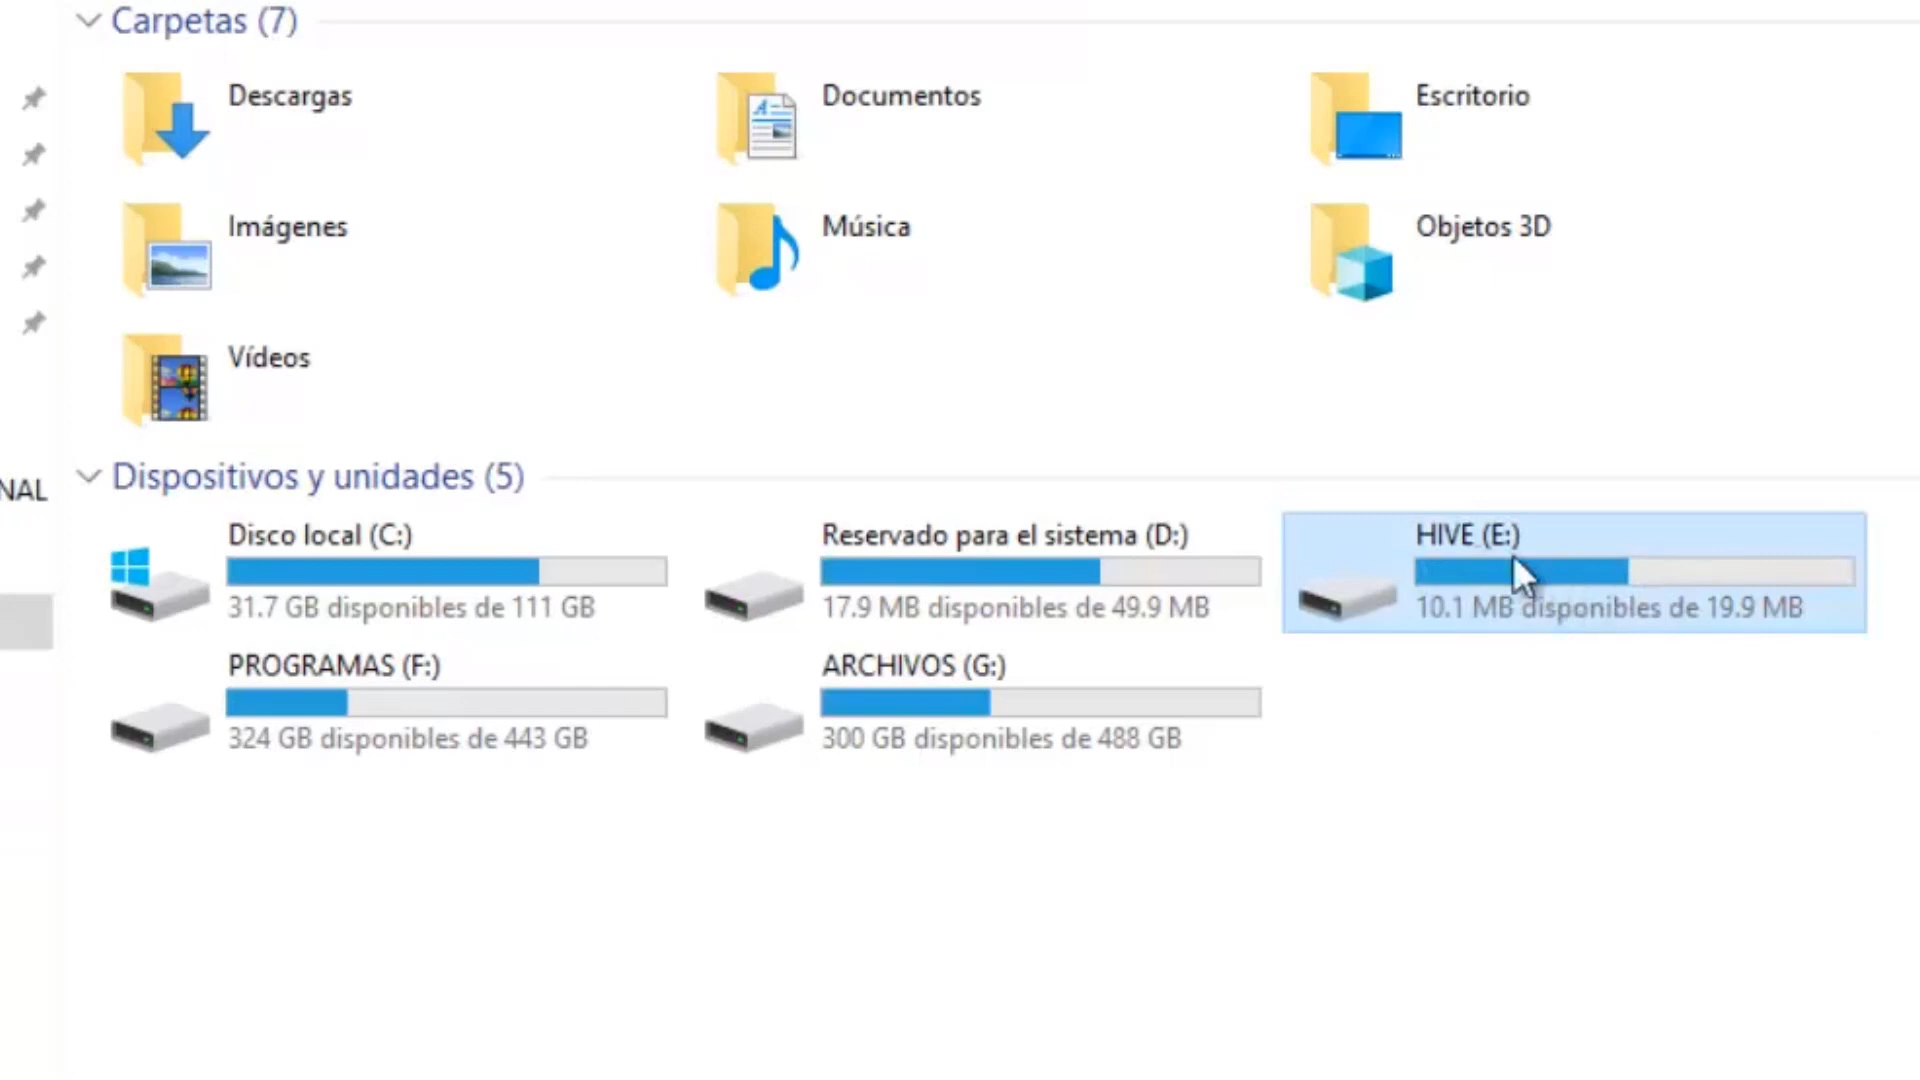 Carpetas (7)
Descargas
Documentos
Escritorio
Imágenes
Música
Objetos 3D
Vídeos
NAL
Dispositivos y unidades (5)
Disco local (C:)
31.7 GB disponibles de 111 GB
Reservado para el sistema (D:)
17.9 MB disponibles de 49.9 MB
HIVE (E:)
10.1 MB disponibles de 19.9 MB
PROGRAMAS (F:)
324 GB disponibles de 443 GB
ARCHIVOS (G:)
300 GB disponibles de 488 GB